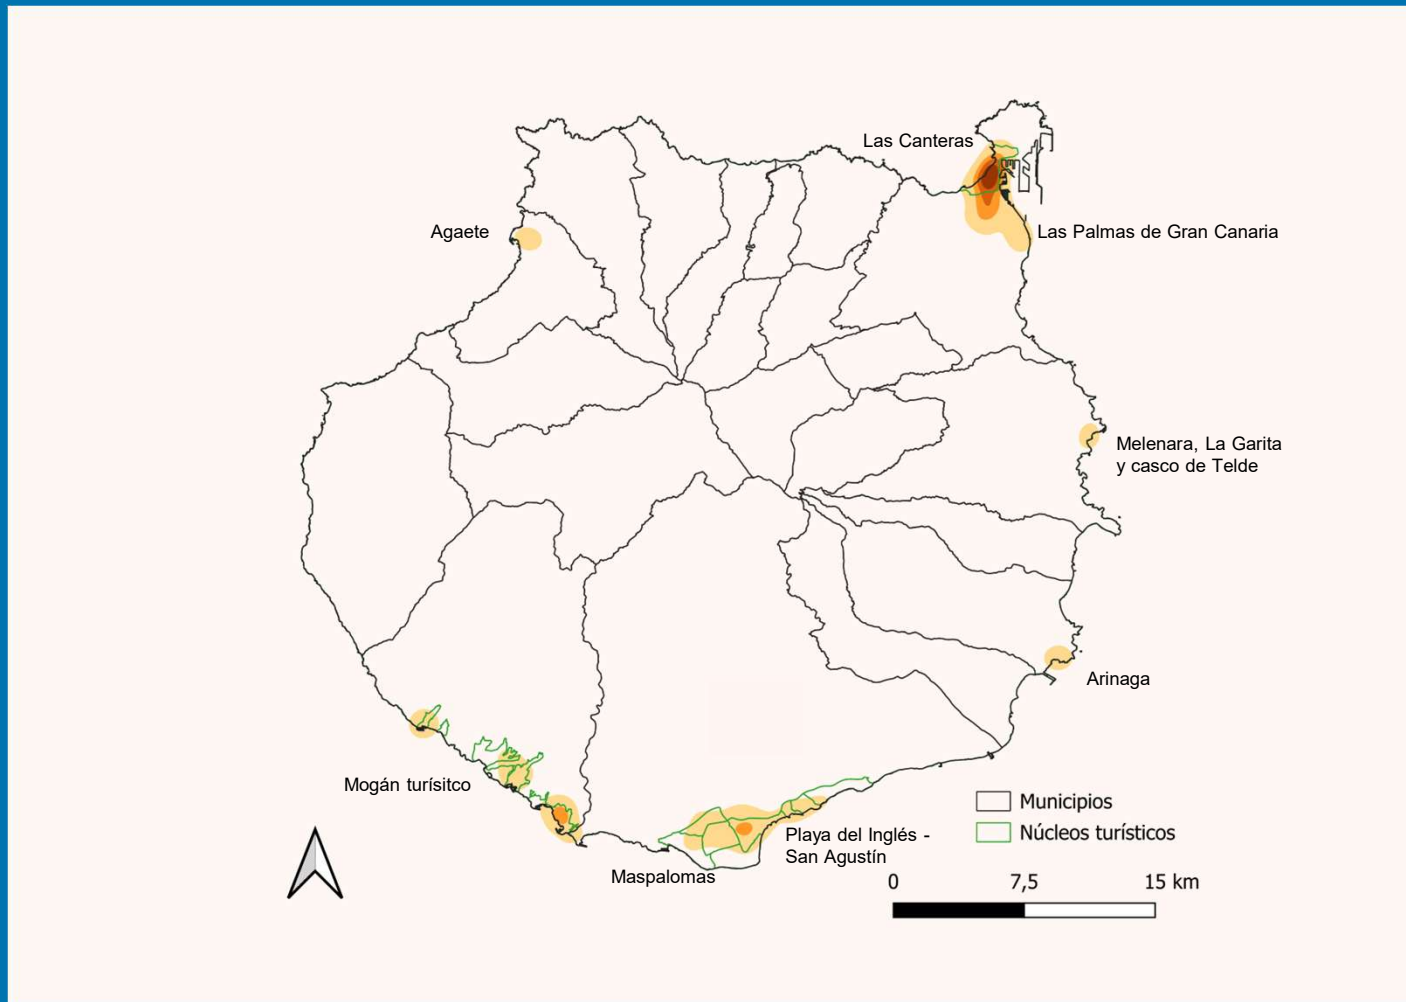 Las Canteras
Agaete
Las Palmas de Gran Canaria
Melenara, La Garita
y casco de Telde
Arinaga
Mogán turísitco
Municipios
Núcleos turísticos
Playa del Inglés -
San Agustín
Maspalomas
0 7,5 15 km